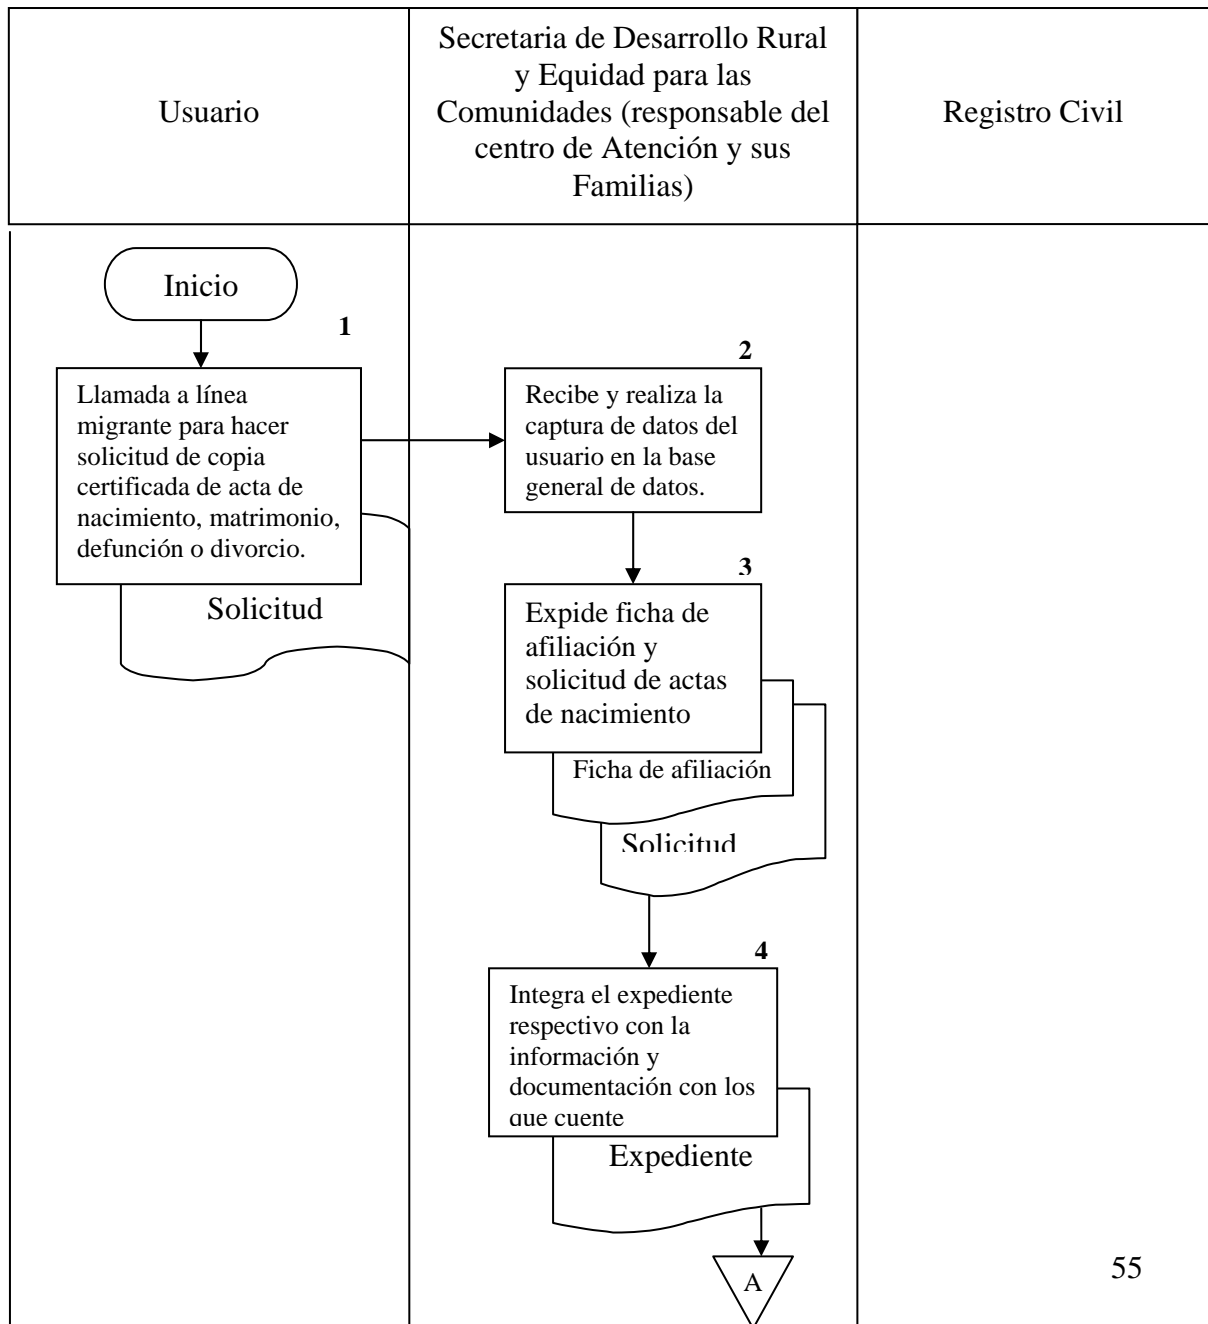 Usuario
Secretaria de Desarrollo Rural
y Equidad para las
Comunidades (responsable del
centro de Atención y sus
Familias)
Registro Civil
Inicio
1
Llamada a línea
migrante para hacer
solicitud de copia
certificada de acta de
nacimiento, matrimonio,
defunción o divorcio.
Solicitud
2
Recibe y realiza la
captura de datos del
usuario en la base
general de datos.
3
Expide ficha de
afiliación y
solicitud de actas
de nacimiento
Ficha de afiliación
Solicitud
4
Integra el expediente
respectivo con la
información y
documentación con los
que cuente
Expediente
A
55